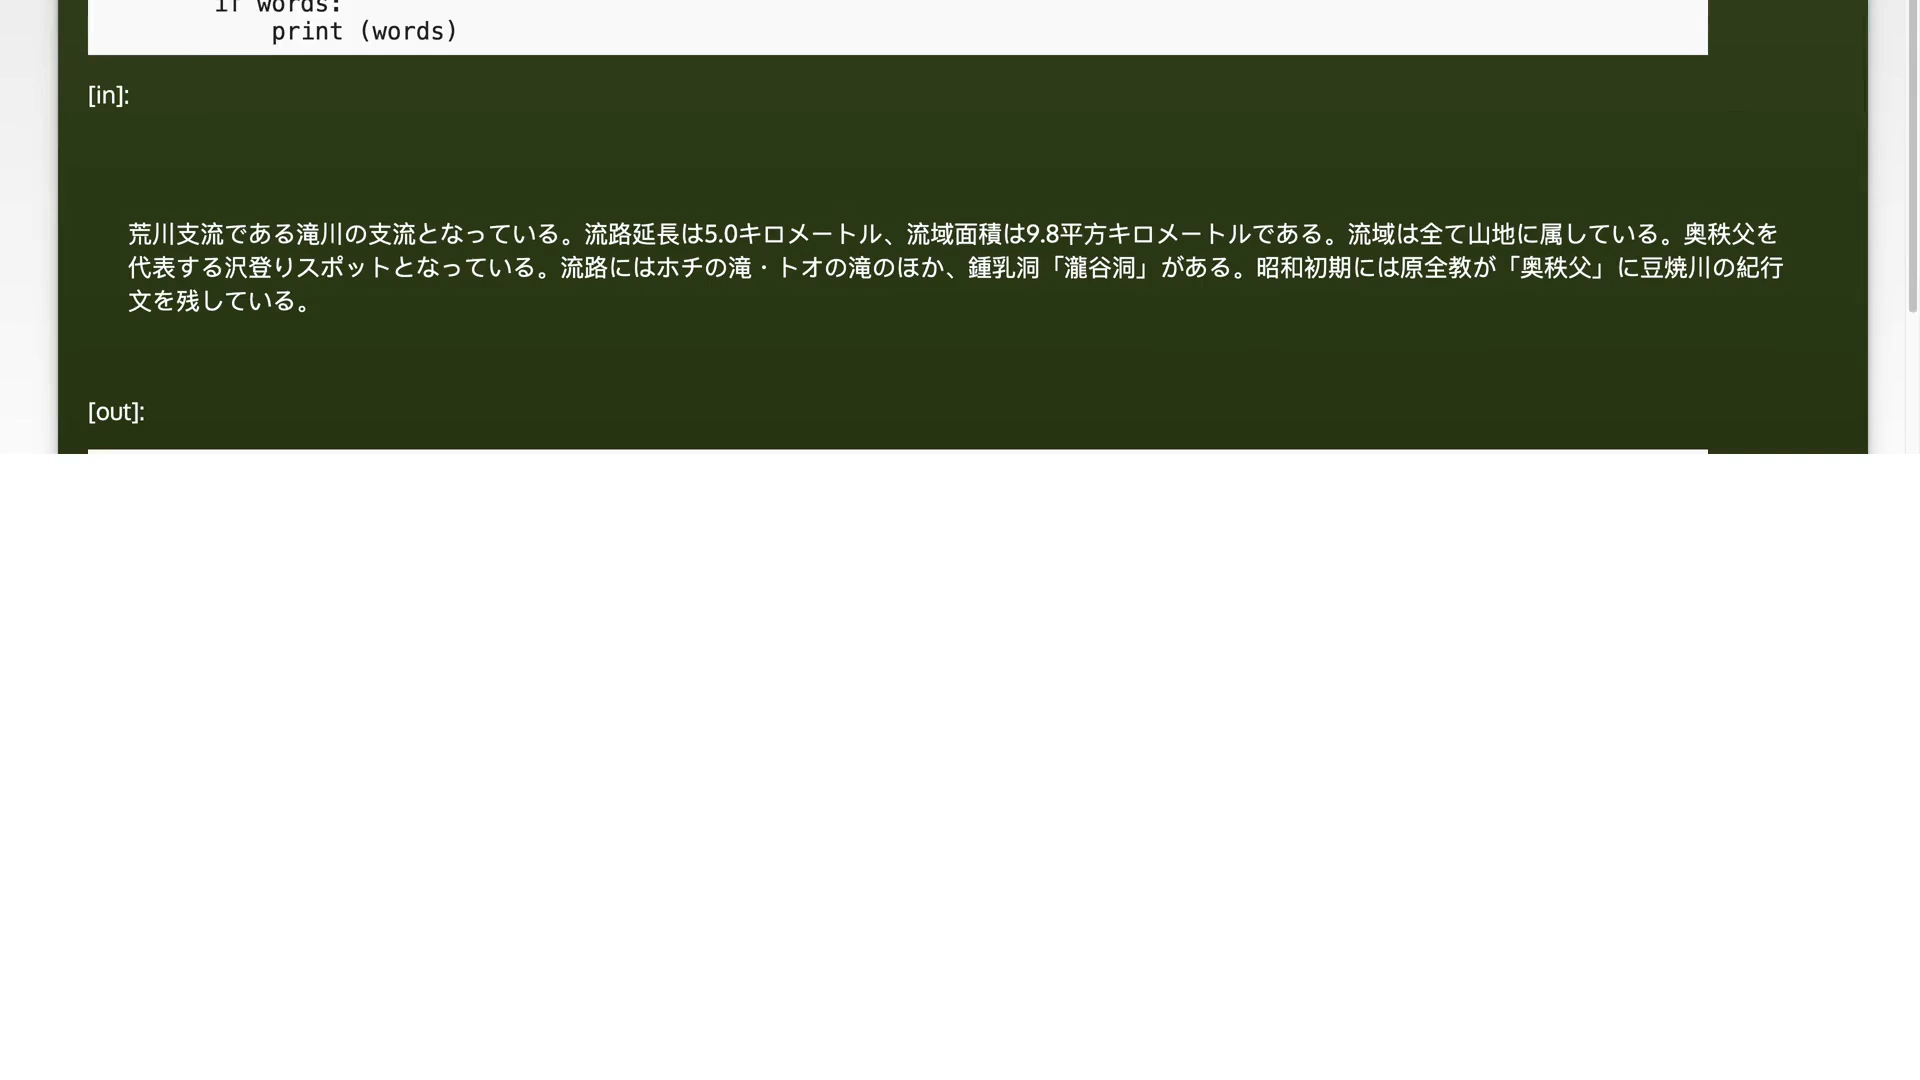 if words:
print (words)
[in]:
荒川支流である滝川の支流となっている。流路延長は5.0キロメートル、流域面積は9.8平方キロメートルである。流域は全て山地に属している。奥秩父を
代表する沢登りスポットとなっている。流路にはホチの滝・トオの滝のほか、鍾乳洞「瀧谷洞」がある。昭和初期には原全教が「奥秩父」に豆焼川の紀行
文を残している。
[out]: